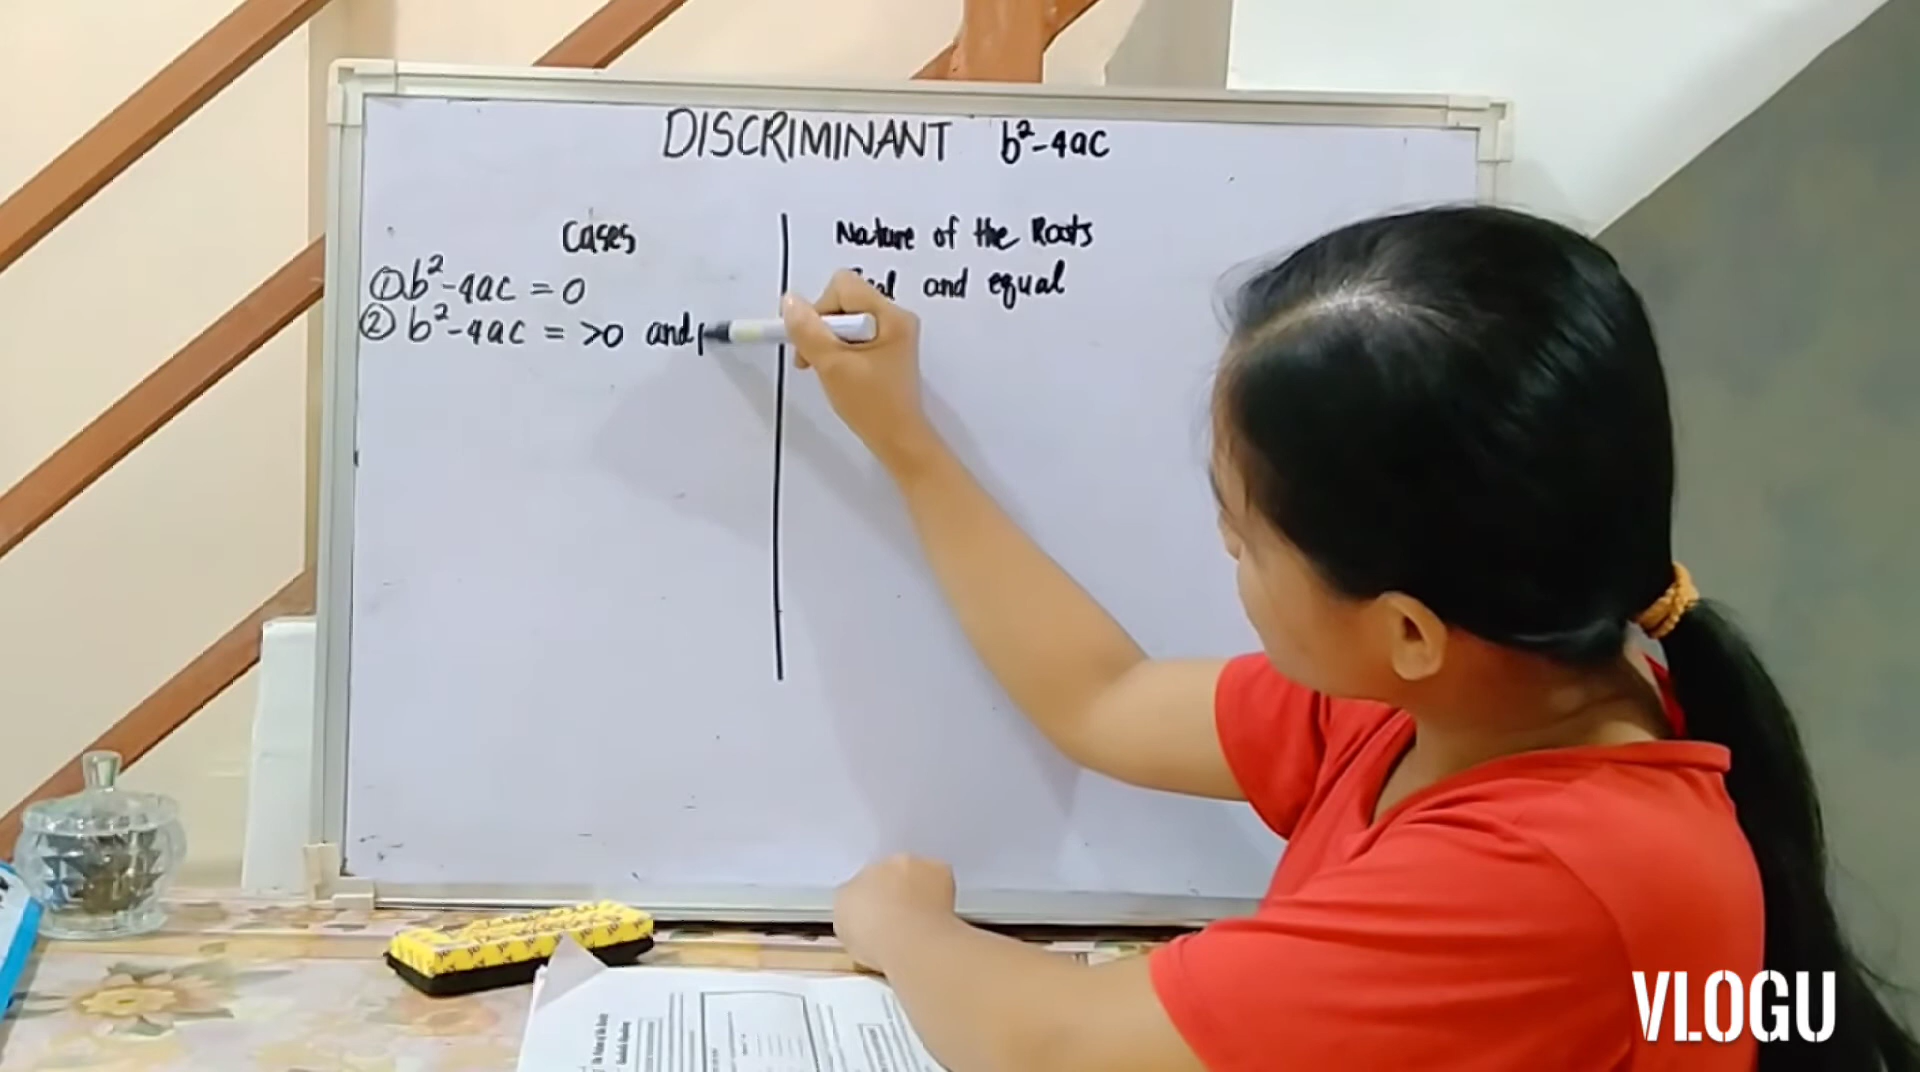 DISCRIMINANT b²-4ac
Cases
Nature of the Roots
① b²-4ac = 0
and equal
② b²-4ac = >0 and
VLOGU